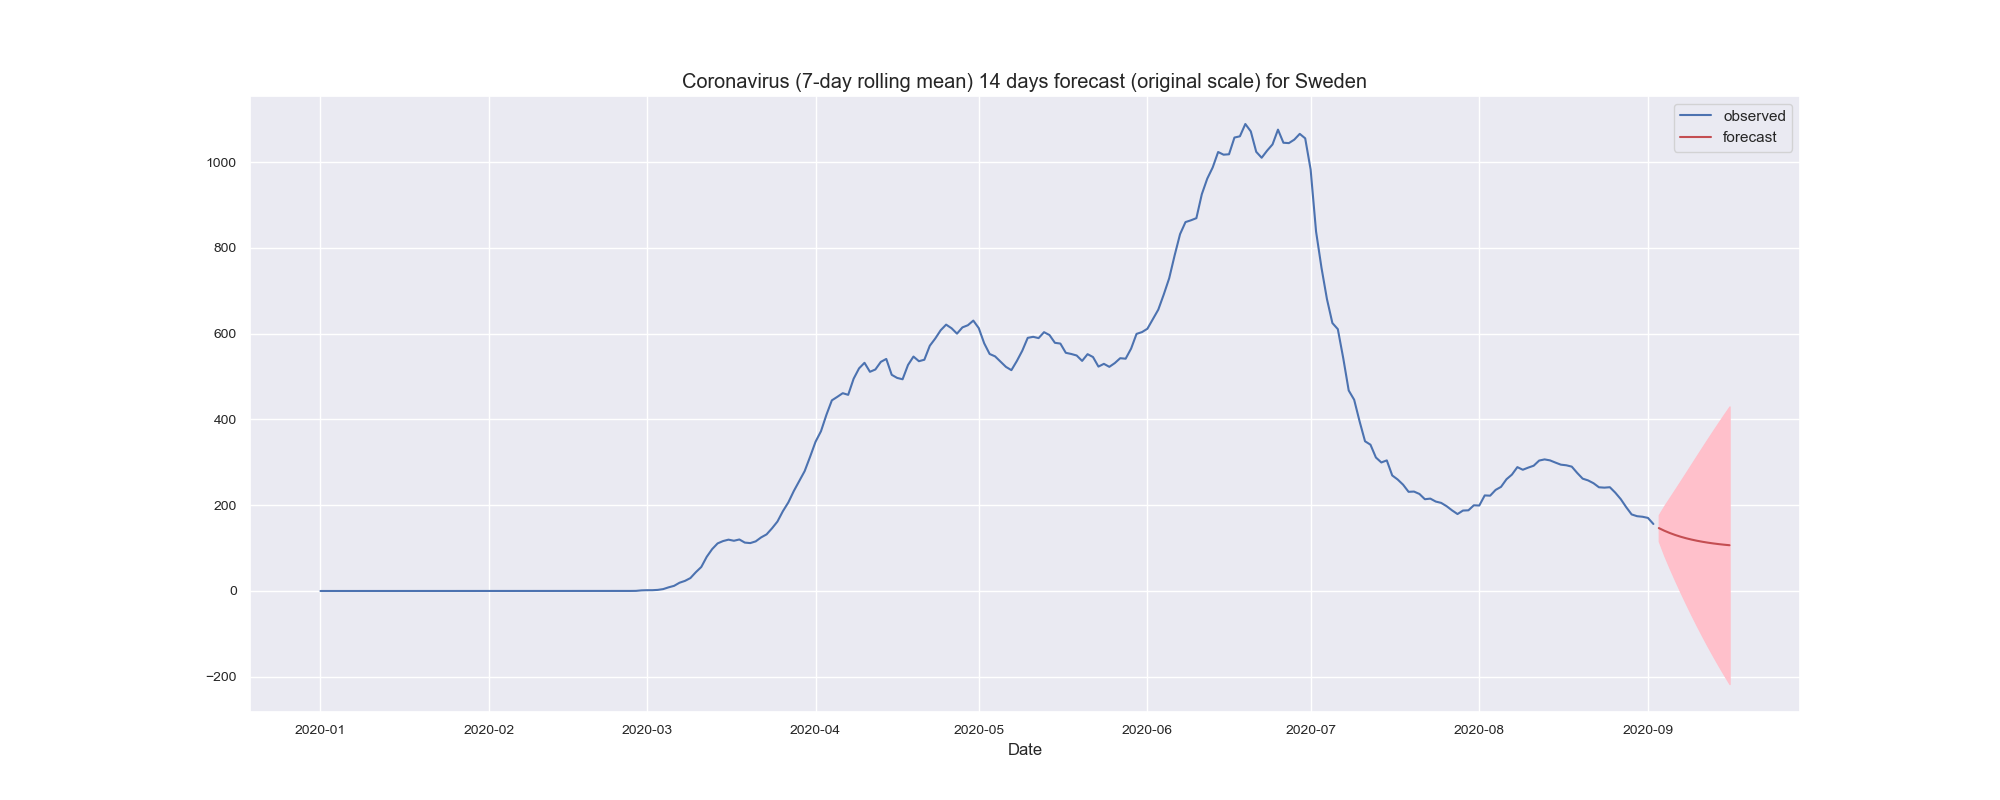 Coronavirus (7-day rolling mean) 14 days forecast (original scale) for Sweden
observed
forecast
1000
800
600
400
200
0
−200
2020-01 2020-02 2020-03 2020-04 2020-05 2020-06 2020-07 2020-08 2020-09
Date